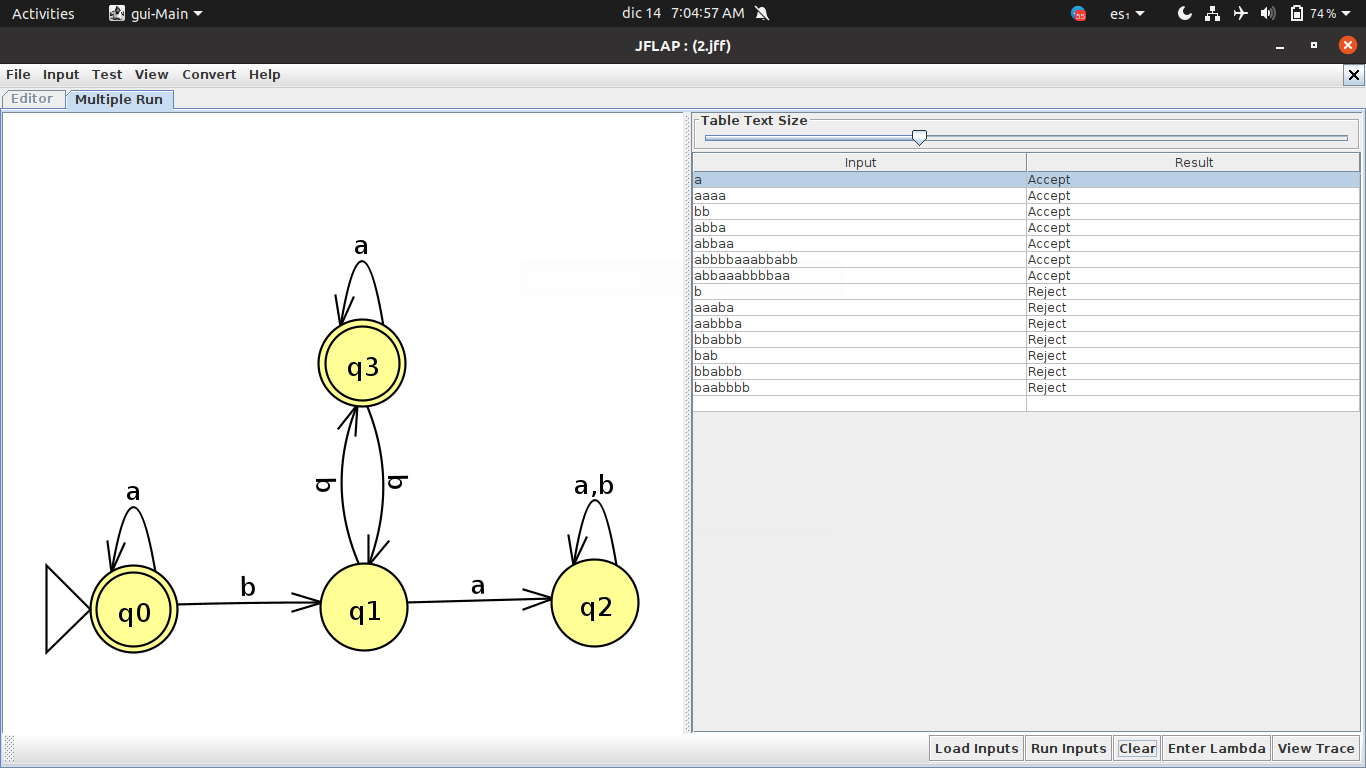 Activities gui-Main dic 14 7:04:57 AM 55 es₁ 74 %
JFLAP : (2.jff)
File Input Test View Convert Help
Editor Multiple Run
Table Text Size
Input Result
a Accept
aaaa Accept
bb Accept
abba Accept
abbaa Accept
abbbbaaabbabb Accept
abbaaabbbbaa Accept
b Reject
aaaba Reject
aabbba Reject
bbabbb Reject
bab Reject
bbabbb Reject
baabbbb Reject
a
q3
b b
a
a,b
b
a
q0
q1
q2
Load Inputs Run Inputs Clear Enter Lambda View Trace